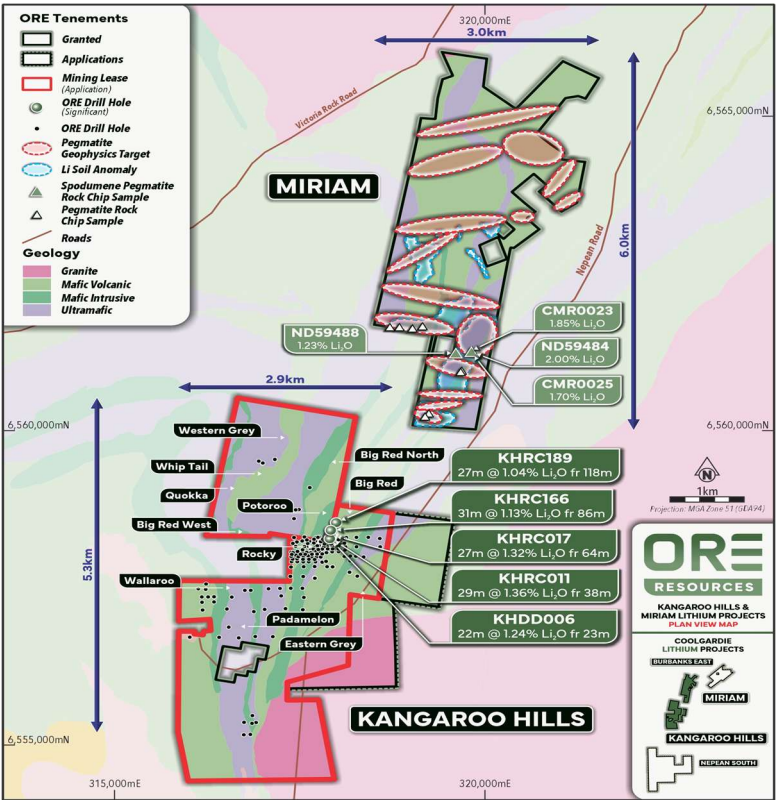 ORE Tenements
Granted
Applications
Mining Lease
(Application)
ORE Drill Hole
(Significant)
ORE Drill Hole
Pegmatite
Geophysics Target
Li Soil Anomaly
Spodumene Pegmatite
Rock Chip Sample
Pegmatite Rock
Chip Sample
Roads
Geology
Granite
Mafic Volcanic
Mafic Intrusive
Ultramafic
320,000mE
3.0km
Victoria Rock Road
6,565,000mN
MIRIAM
Nepean Road
6.0km
CMR0023
1.85% Li₂O
ND59488
1.23% Li₂O
ND59484
2.00% Li₂O
CMR0025
1.70% Li₂O
2.9km
6,560,000mN
6,560,000mN
Western Grey
Big Red North
Whip Tail
Big Red
Quokka
Potoroo
Big Red West
Rocky
Wallaroo
Padamelon
Eastern Grey
5.3km
KHRC189
27m @ 1.04% Li₂O fr 118m
KHRC166
31m @ 1.13% Li₂O fr 86m
KHRC017
27m @ 1.32% Li₂O fr 64m
KHRC011
29m @ 1.36% Li₂O fr 38m
KHDD006
22m @ 1.24% Li₂O fr 23m
N
1km
Projection: MGA Zone 51 (GDA94)
KANGAROO HILLS
6,555,000mN
315,000mE
320,000mE
ORE
RESOURCES
KANGAROO HILLS &
MIRIAM LITHIUM PROJECTS
PLAN VIEW MAP
COOLGARDIE
LITHIUM PROJECTS
BURBANKS EAST
MIRIAM
KANGAROO HILLS
NEPEAN SOUTH